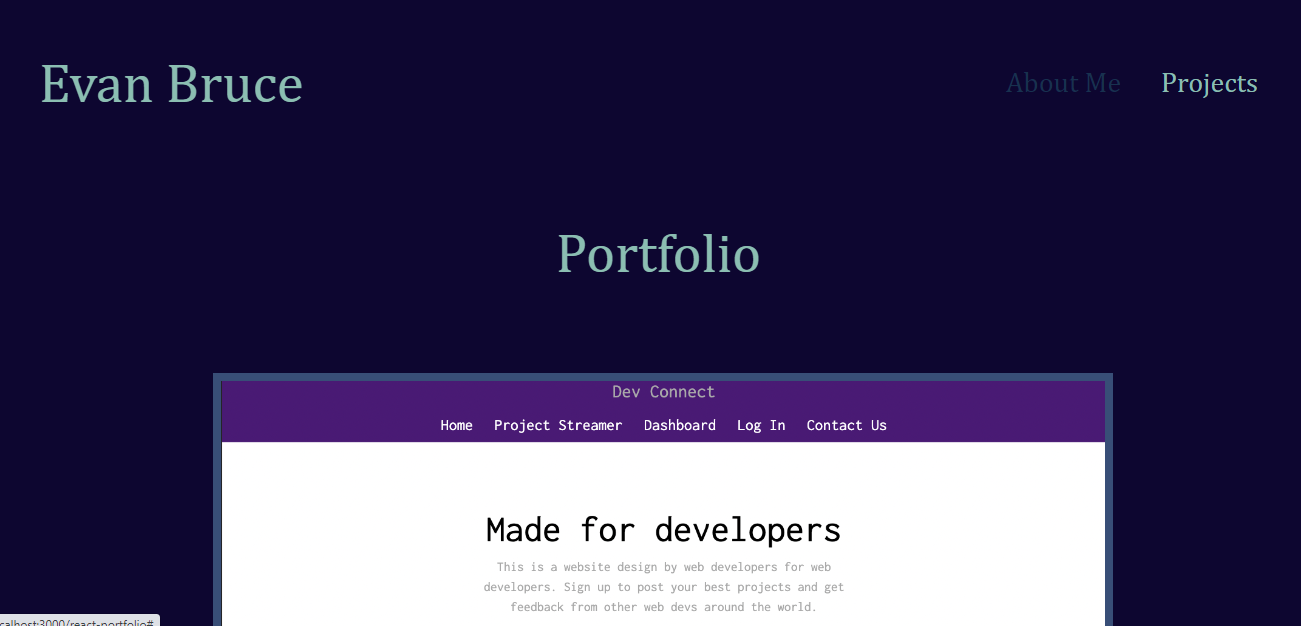 Evan Bruce
About Me Projects
Portfolio
Dev Connect
Home Project Streamer Dashboard Log In Contact Us
Made for developers
This is a website design by web developers for web
developers. Sign up to post your best projects and get
feedback from other web devs around the world.
calhost:3000/react-portfolio#